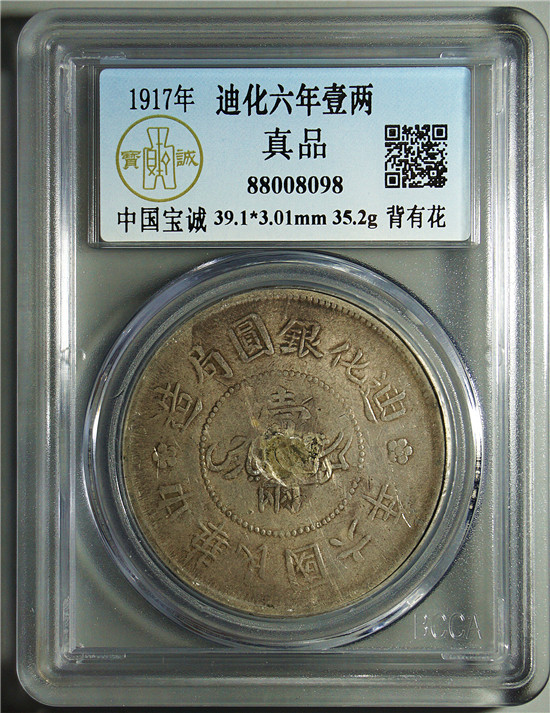 1917年 迪化六年壹两
真品
寳 誠
88008098
中国宝诚 39.1*3.01mm 35.2g 背有花
迪化銀圓局造
壹
兩
中華民國六年
ECCA